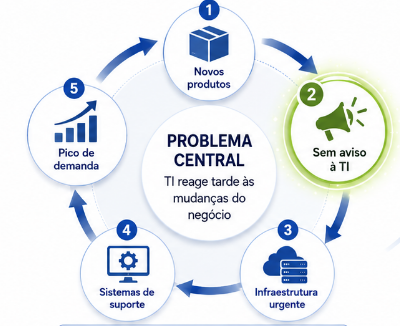 1
Novos
produtos
2
Sem aviso
à TI
3
Infraestrutura
urgente
4
Sistemas de
suporte
5
Pico de
demanda
PROBLEMA
CENTRAL
TI reage tarde às
mudanças do
negócio